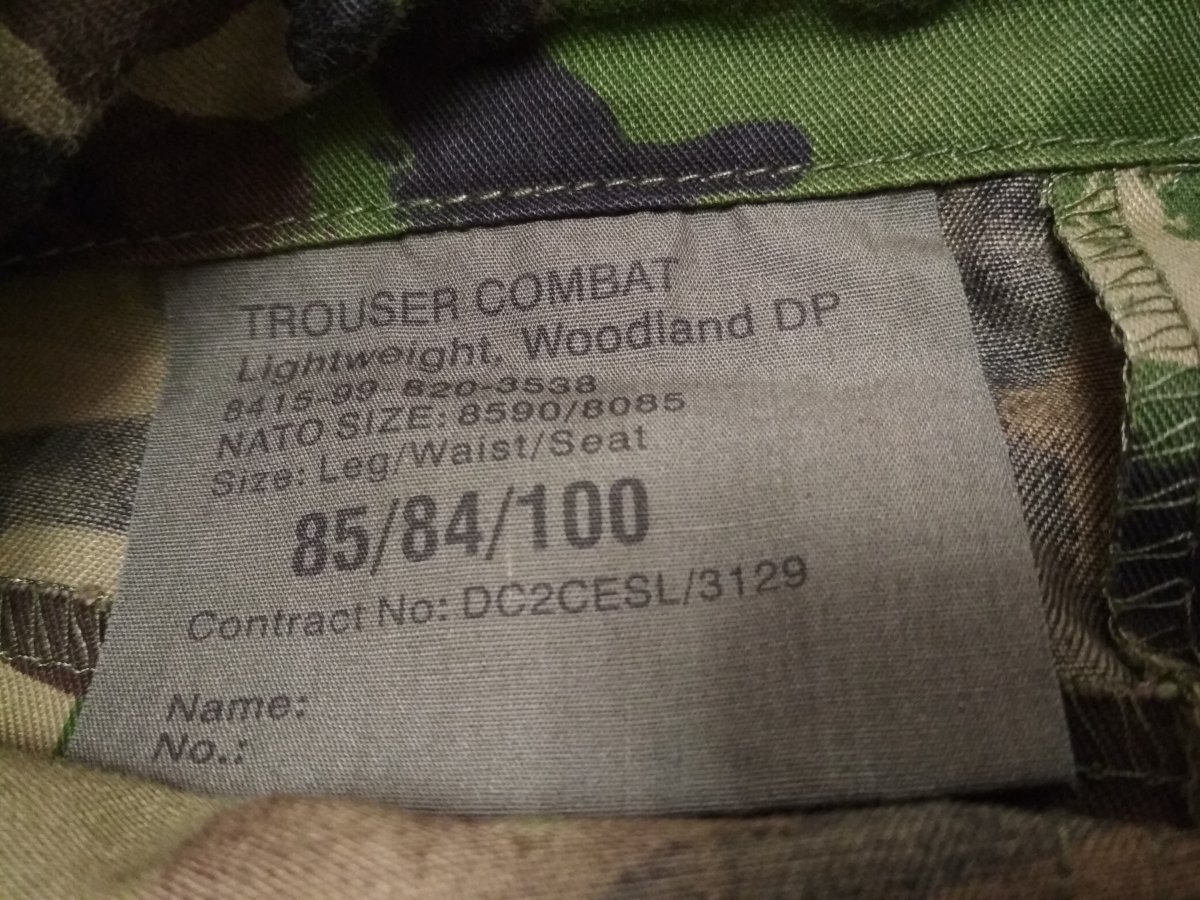 TROUSER COMBAT
Lightweight, Woodland DP
8415-99-820-3538
NATO SIZE: 8590/8085
Size: Leg/Waist/Seat
85/84/100
Contract No: DC2CESL/3129
Name:
No.: